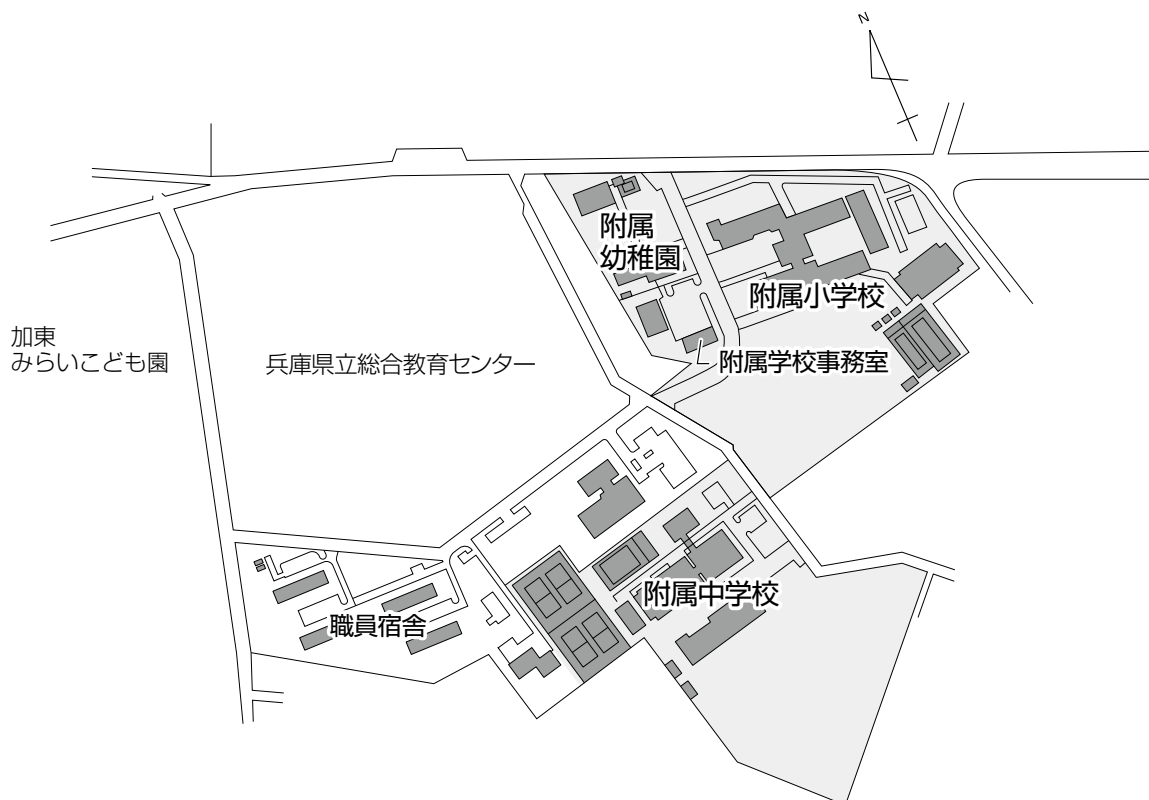 N
附属
幼稚園
附属小学校
附属学校事務室
加東
みらいこども園
兵庫県立総合教育センター
附属中学校
職員宿舎